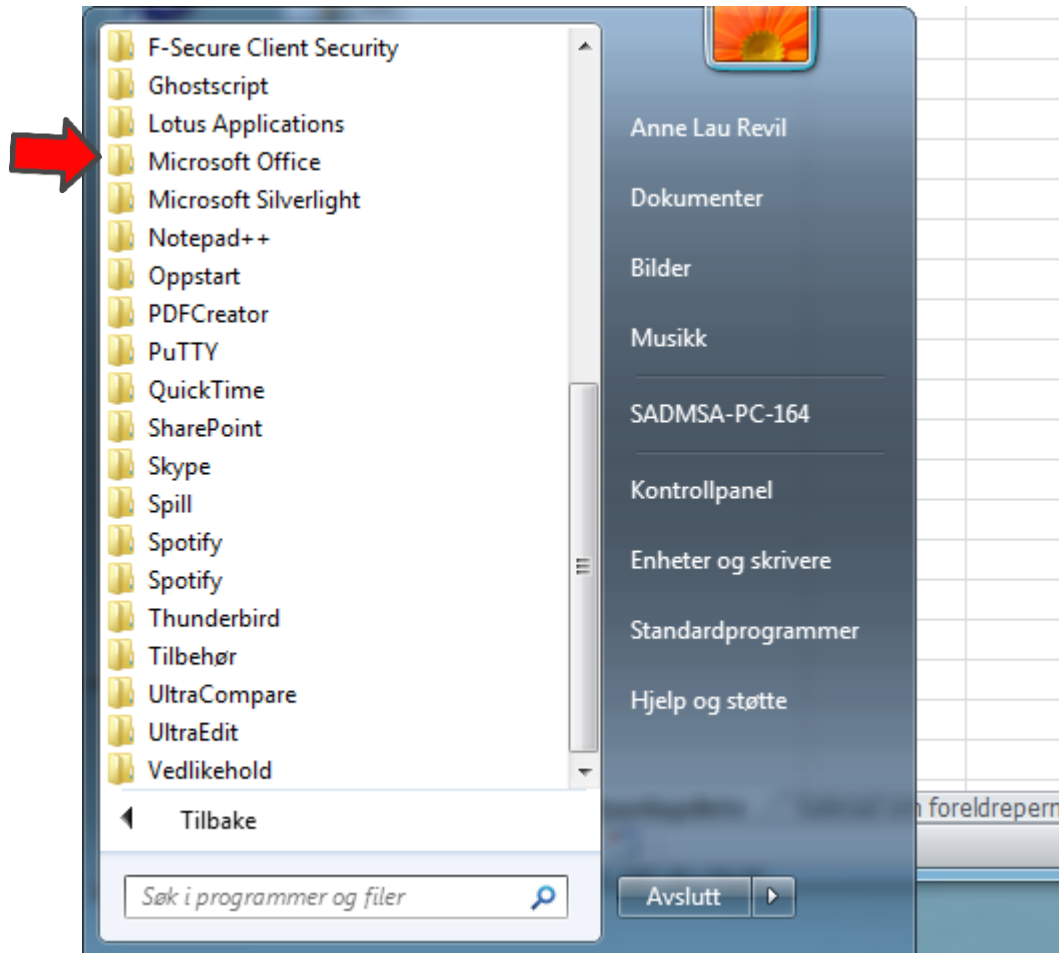 F-Secure Client Security
Ghostscript
Lotus Applications
Microsoft Office
Microsoft Silverlight
Notepad++
Oppstart
PDFCreator
PuTTY
QuickTime
SharePoint
Skype
Spill
Spotify
Spotify
Thunderbird
Tilbehør
UltraCompare
UltraEdit
Vedlikehold
Tilbake
Søk i programmer og filer
Anne Lau Revil
Dokumenter
Bilder
Musikk
SADMSA-PC-164
Kontrollpanel
Enheter og skrivere
Standardprogrammer
Hjelp og støtte
Avslutt